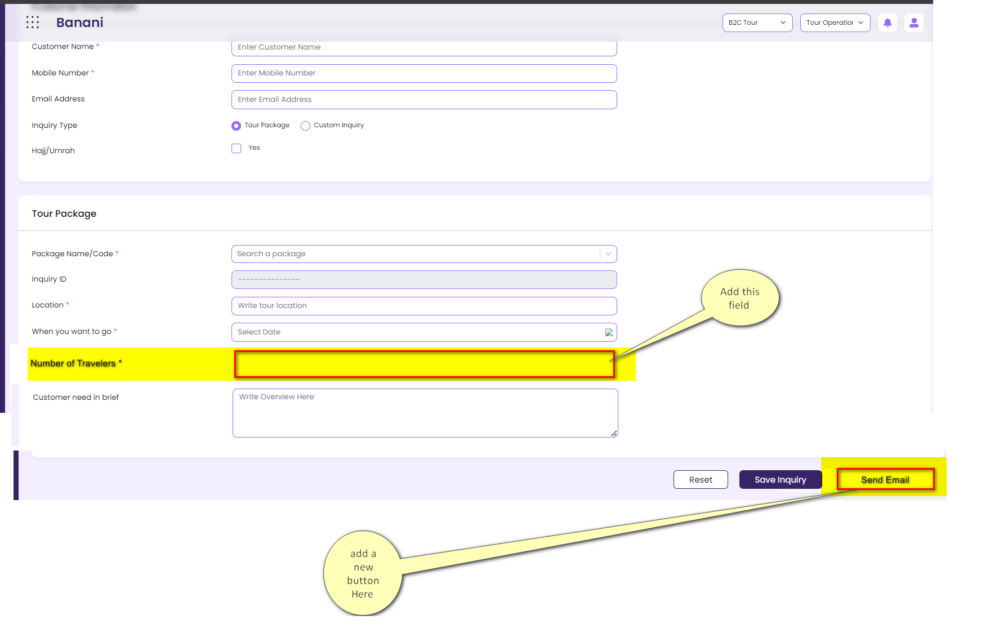 Customer Information
Banani
B2C Tour
Tour Operation
Customer Name *
Enter Customer Name
Mobile Number *
Enter Mobile Number
Email Address
Enter Email Address
Inquiry Type
Tour Package
Custom Inquiry
Hajj/Umrah
Yes
Tour Package
Package Name/Code *
Search a package
Inquiry ID
---------------
Location *
Write tour location
When you want to go *
Select Date
Add this
field
Number of Travelers *
Customer need in brief
Write Overview Here
Reset
Save Inquiry
Send Email
add a
new
button
Here